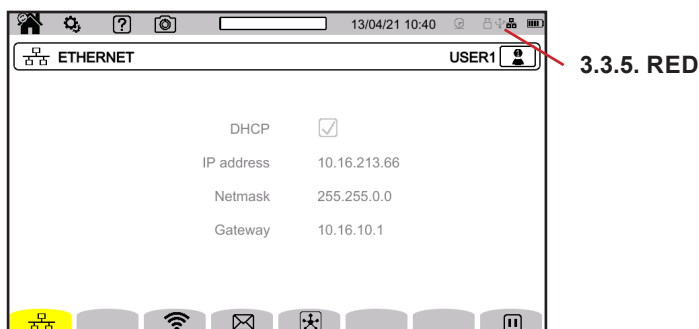 13/04/21 10:40
ETHERNET
USER1
3.3.5. RED
DHCP
IP address 10.16.213.66
Netmask 255.255.0.0
Gateway 10.16.10.1